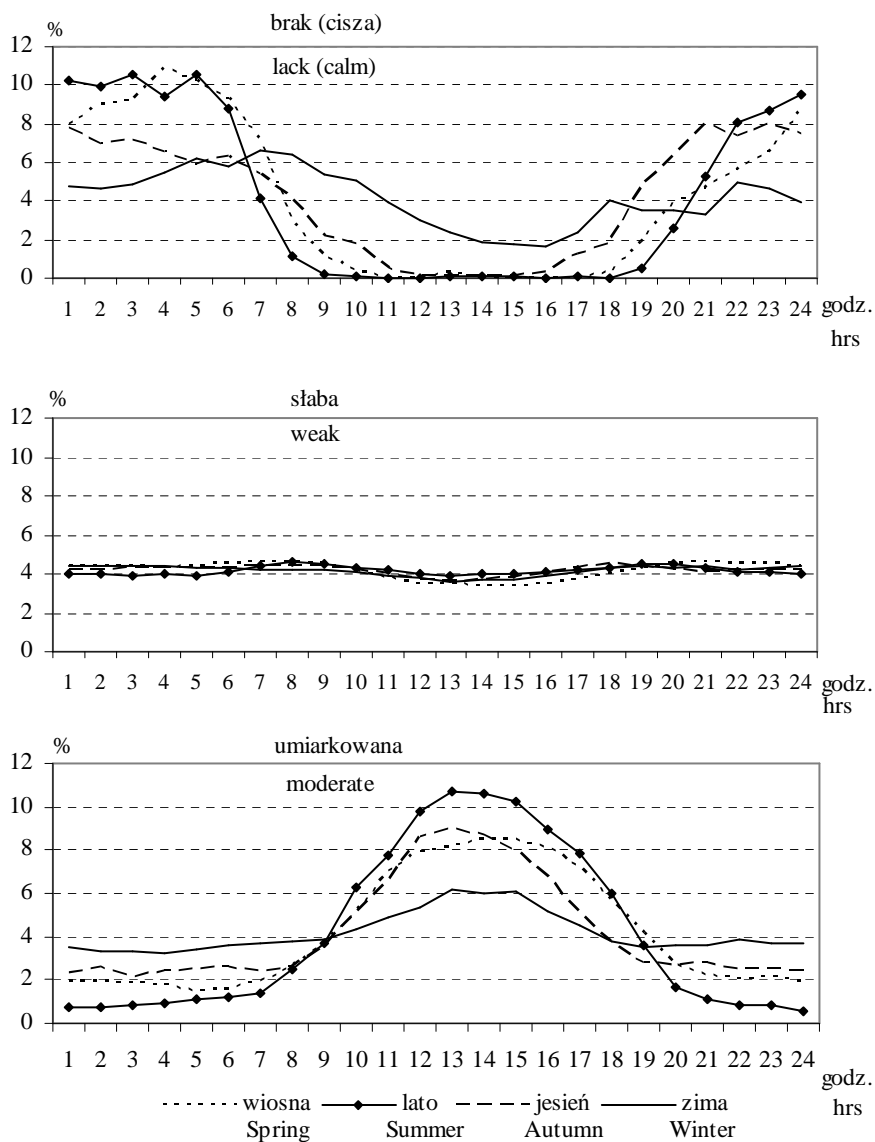 brak (cisza)
%
12
lack (calm)
10
8
6
4
2
0
1 2 3 4 5 6 7 8 9 10 11 12 13 14 15 16 17 18 19 20 21 22 23 24 godz.
hrs
% słaba
12
weak
10
8
6
4
2
0
1 2 3 4 5 6 7 8 9 10 11 12 13 14 15 16 17 18 19 20 21 22 23 24 godz.
hrs
% umiarkowana
12
moderate
10
8
6
4
2
0
1 2 3 4 5 6 7 8 9 10 11 12 13 14 15 16 17 18 19 20 21 22 23 24 godz.
hrs
wiosna lato jesień zima
Spring Summer Autumn Winter